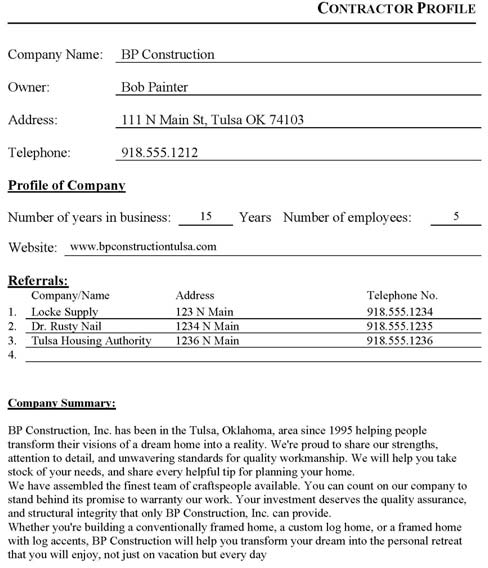 CONTRACTOR PROFILE
Company Name: BP Construction
Owner: Bob Painter
Address: 111 N Main St, Tulsa OK 74103
Telephone: 918.555.1212
Profile of Company
Number of years in business: 15 Years Number of employees: 5
Website: www.bpconstructiontulsa.com
Referrals:
Company/Name Address Telephone No.
1. Locke Supply 123 N Main 918.555.1234
2. Dr. Rusty Nail 1234 N Main 918.555.1235
3. Tulsa Housing Authority 1236 N Main 918.555.1236
4.
Company Summary:
BP Construction, Inc. has been in the Tulsa, Oklahoma, area since 1995 helping people
transform their visions of a dream home into a reality. We're proud to share our strengths,
attention to detail, and unwavering standards for quality workmanship. We will help you take
stock of your needs, and share every helpful tip for planning your home.
We have assembled the finest team of craftspeople available. You can count on our company to
stand behind its promise to warranty our work. Your investment deserves the quality assurance,
and structural integrity that only BP Construction, Inc. can provide.
Whether you're building a conventionally framed home, a custom log home, or a framed home
with log accents, BP Construction will help you transform your dream into the personal retreat
that you will enjoy, not just on vacation but every day